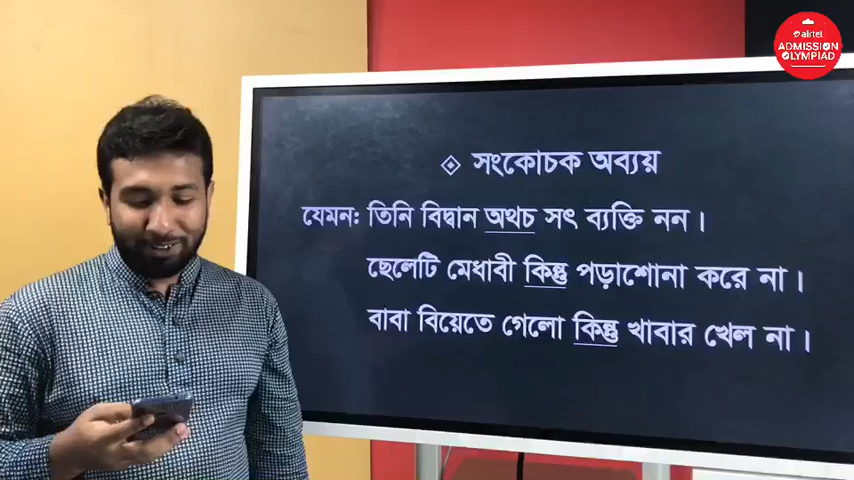 airtel
ADMISSION
OLYMPIAD
সংকোচক অব্যয়
যেমন: তিনি বিদ্বান অথচ সৎ ব্যক্তি নন।
ছেলেটি মেধাবী কিন্তু পড়াশোনা করে না।
বাবা বিয়েতে গেলো কিন্তু খাবার খেল না।